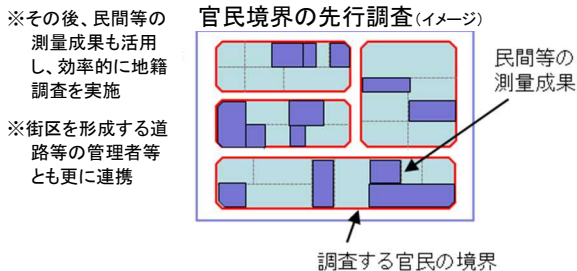 ※その後、民間等の
測量成果も活用
し、効率的に地籍
調査を実施
※街区を形成する道
路等の管理者等
とも更に連携
官民境界の先行調査(イメージ)
民間等の
測量成果
調査する官民の境界